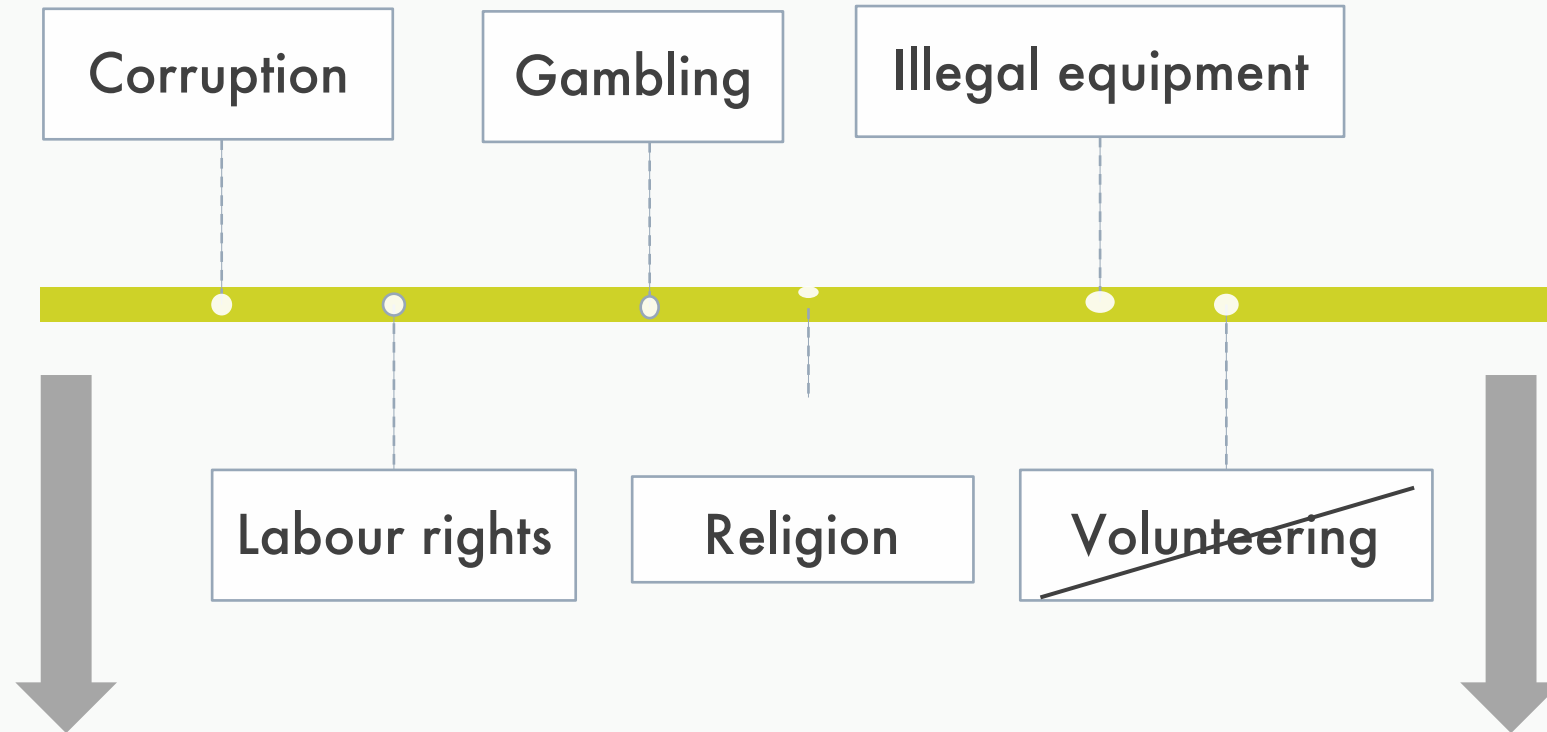 Corruption
Gambling
Illegal equipment
Labour rights
Religion
Volunteering